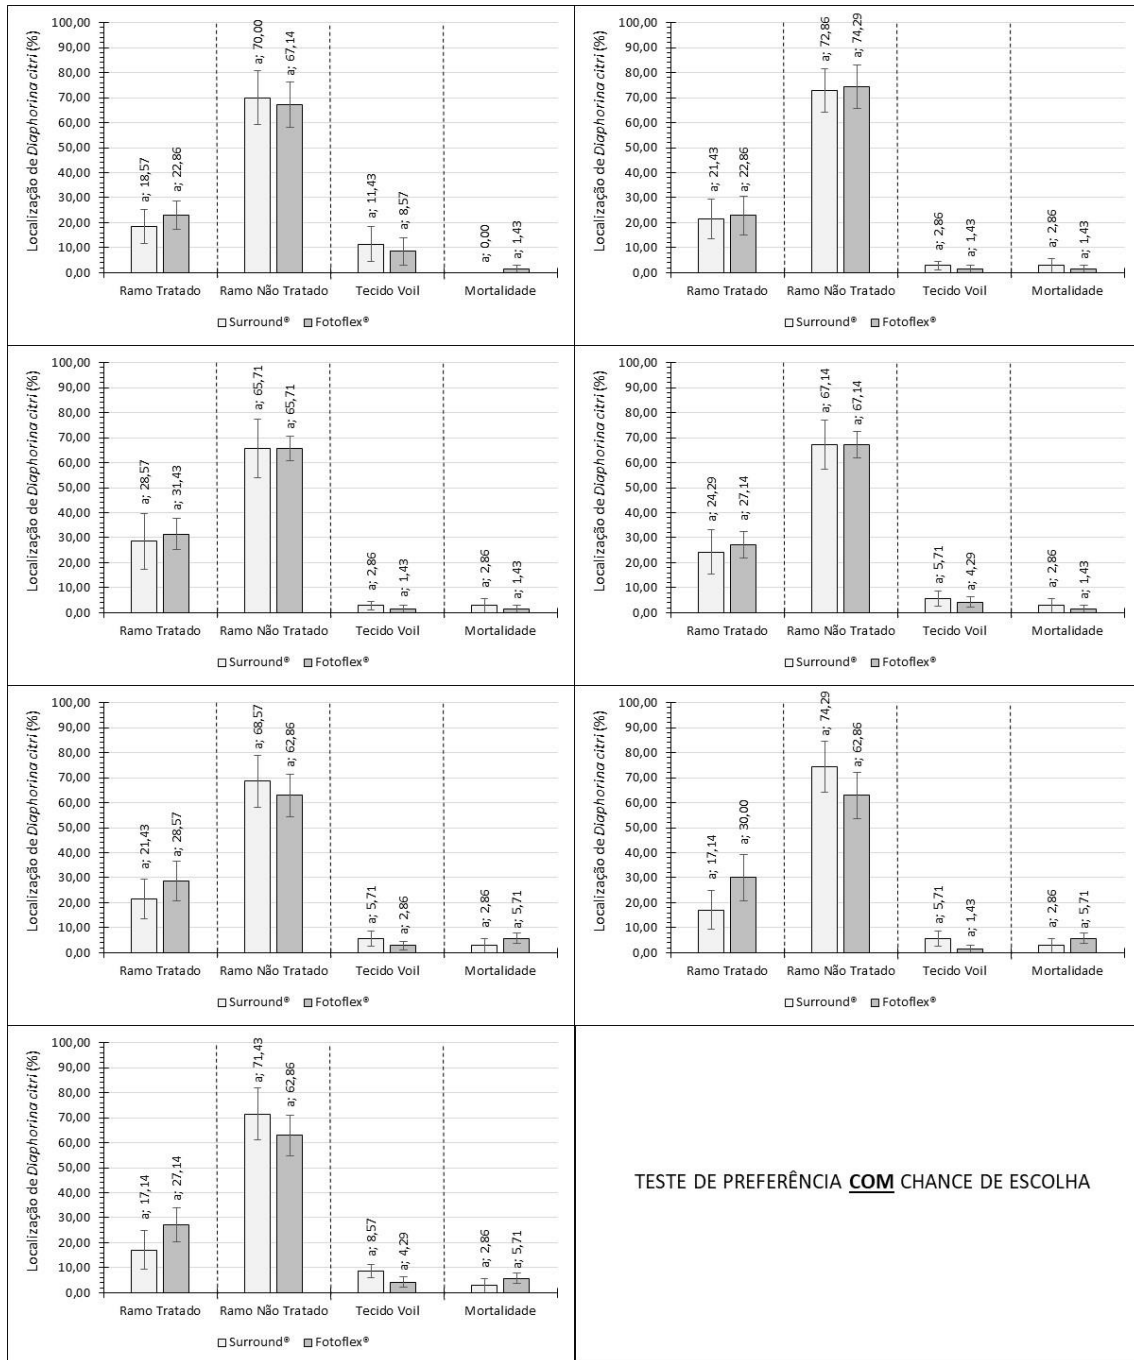 Localização de Diaphorina citri (%)
100,00
90,00
80,00
70,00
60,00
50,00
40,00
30,00
20,00
10,00
0,00
a; 18,57
a; 22,86
a; 70,00
a; 67,14
a; 11,43
a; 8,57
a; 0,00
a; 1,43
Ramo Tratado Ramo Não Tratado Tecido Voil Mortalidade
Surround® Fotoflex®
Localização de Diaphorina citri (%)
100,00
90,00
80,00
70,00
60,00
50,00
40,00
30,00
20,00
10,00
0,00
a; 21,43
a; 22,86
a; 72,86
a; 74,29
a; 2,86
a; 1,43
a; 2,86
a; 1,43
Ramo Tratado Ramo Não Tratado Tecido Voil Mortalidade
Surround® Fotoflex®
Localização de Diaphorina citri (%)
100,00
90,00
80,00
70,00
60,00
50,00
40,00
30,00
20,00
10,00
0,00
a; 28,57
a; 31,43
a; 65,71
a; 65,71
a; 2,86
a; 1,43
a; 2,86
a; 1,43
Ramo Tratado Ramo Não Tratado Tecido Voil Mortalidade
Surround® Fotoflex®
Localização de Diaphorina citri (%)
100,00
90,00
80,00
70,00
60,00
50,00
40,00
30,00
20,00
10,00
0,00
a; 24,29
a; 27,14
a; 67,14
a; 67,14
a; 5,71
a; 4,29
a; 2,86
a; 1,43
Ramo Tratado Ramo Não Tratado Tecido Voil Mortalidade
Surround® Fotoflex®
Localização de Diaphorina citri (%)
100,00
90,00
80,00
70,00
60,00
50,00
40,00
30,00
20,00
10,00
0,00
a; 21,43
a; 28,57
a; 68,57
a; 62,86
a; 5,71
a; 2,86
a; 2,86
a; 5,71
Ramo Tratado Ramo Não Tratado Tecido Voil Mortalidade
Surround® Fotoflex®
Localização de Diaphorina citri (%)
100,00
90,00
80,00
70,00
60,00
50,00
40,00
30,00
20,00
10,00
0,00
a; 17,14
a; 30,00
a; 74,29
a; 62,86
a; 5,71
a; 1,43
a; 2,86
a; 5,71
Ramo Tratado Ramo Não Tratado Tecido Voil Mortalidade
Surround® Fotoflex®
Localização de Diaphorina citri (%)
100,00
90,00
80,00
70,00
60,00
50,00
40,00
30,00
20,00
10,00
0,00
a; 17,14
a; 27,14
a; 71,43
a; 62,86
a; 8,57
a; 4,29
a; 2,86
a; 5,71
Ramo Tratado Ramo Não Tratado Tecido Voil Mortalidade
Surround® Fotoflex®
TESTE DE PREFERÊNCIA COM CHANCE DE ESCOLHA